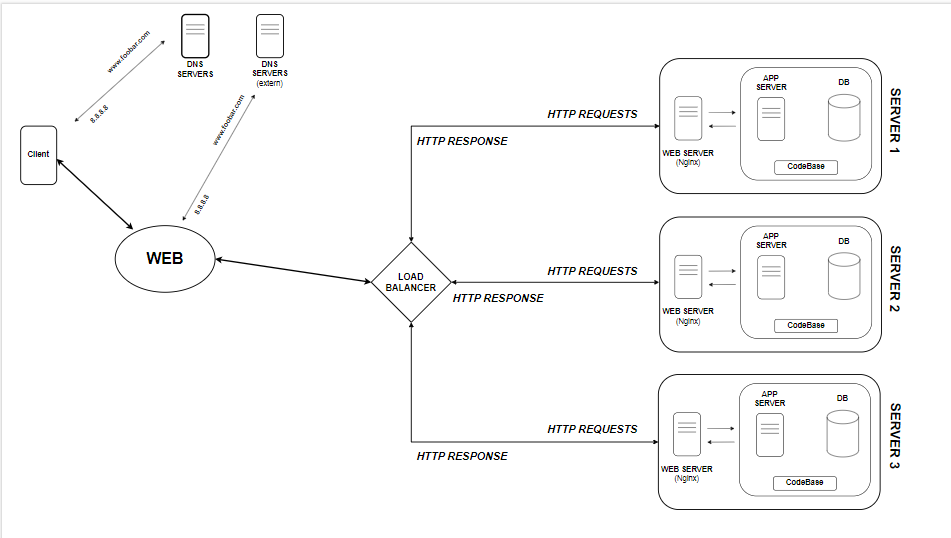 www.foobar.com
8.8.8.8
DNS
SERVERS
DNS
SERVERS
(extern)
www.foobar.com
8.8.8.8
Client
WEB
LOAD
BALANCER
HTTP REQUESTS
HTTP RESPONSE
HTTP REQUESTS
HTTP RESPONSE
HTTP REQUESTS
HTTP RESPONSE
WEB SERVER
(Nginx)
APP
SERVER
DB
CodeBase
SERVER 1
WEB SERVER
(Nginx)
APP
SERVER
DB
CodeBase
SERVER 2
WEB SERVER
(Nginx)
APP
SERVER
DB
CodeBase
SERVER 3